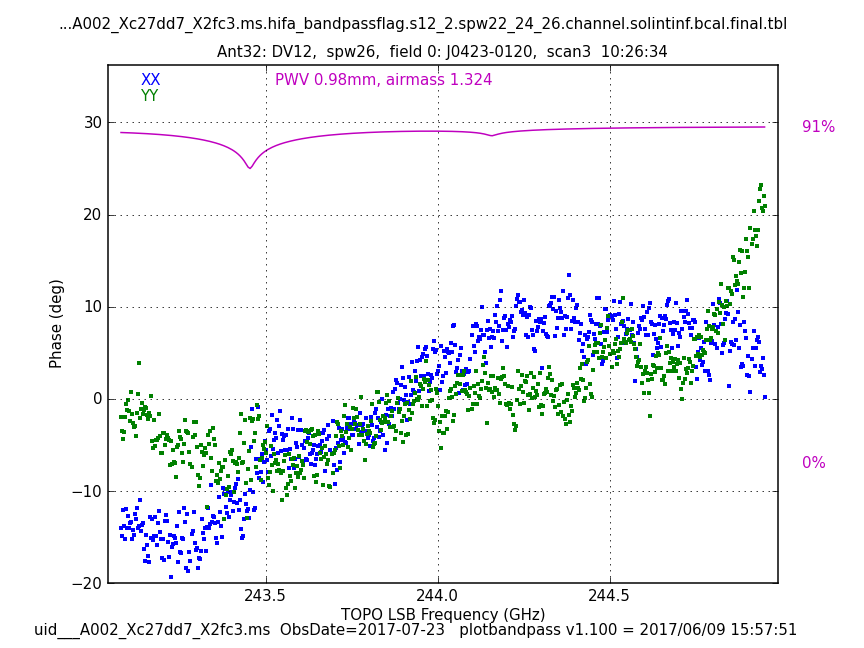 ...A002_Xc27dd7_X2fc3.ms.hifa_bandpassflag.s12_2.spw22_24_26.channel.solintinf.bcal.final.tbl
Ant32: DV12,  spw26,  field 0: J0423-0120,  scan3  10:26:34
XX
PWV 0.98mm, airmass 1.324
YY
30
91%
20
10
Phase (deg)
0
0%
−10
−20
243.5
244.0
244.5
TOPO LSB Frequency (GHz)
uid___A002_Xc27dd7_X2fc3.ms  ObsDate=2017-07-23   plotbandpass v1.100 = 2017/06/09 15:57:51